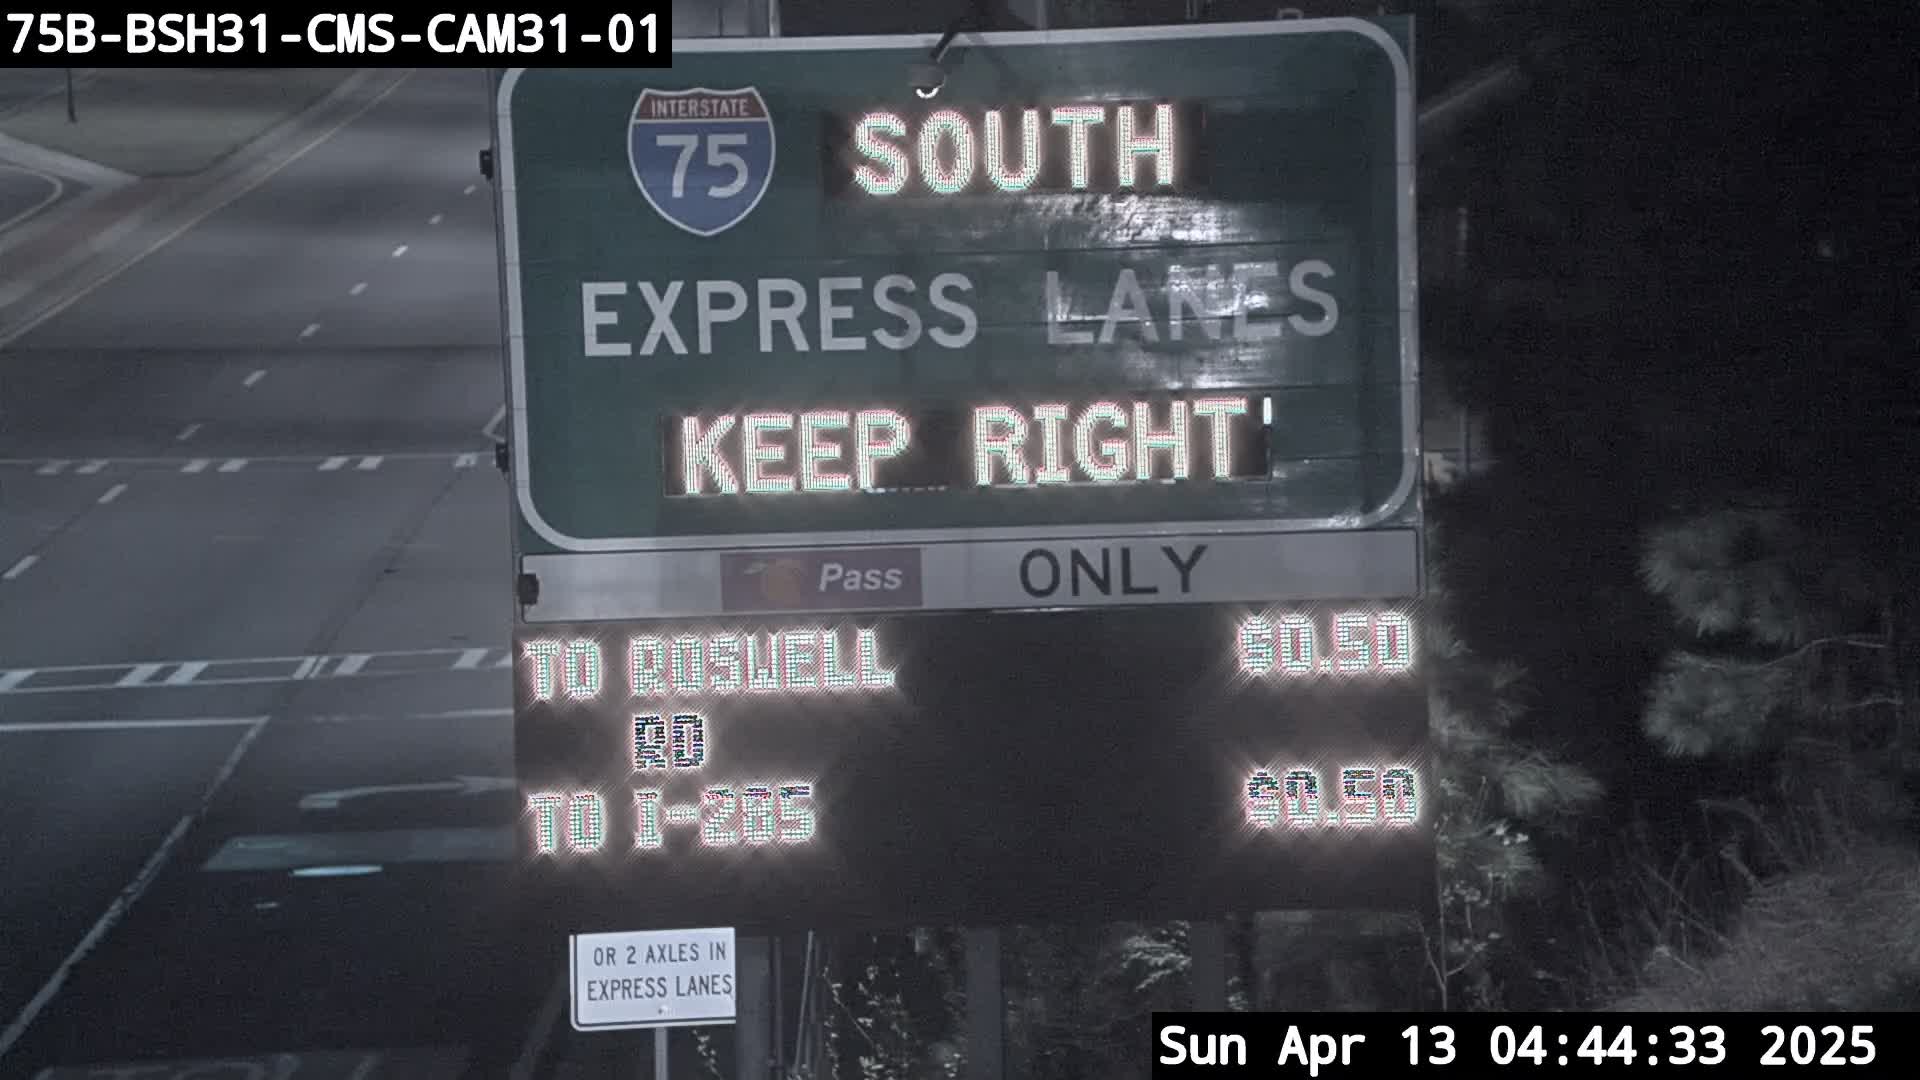 75B-BSH31-CMS-CAM31-01
INTERSTATE
75
SOUTH
EXPRESS LANES
KEEP RIGHT
Pass ONLY
TO ROSWELL $0.50
RD
TO I-285 $0.50
OR 2 AXLES IN
EXPRESS LANES
Sun Apr 13 04:44:33 2025